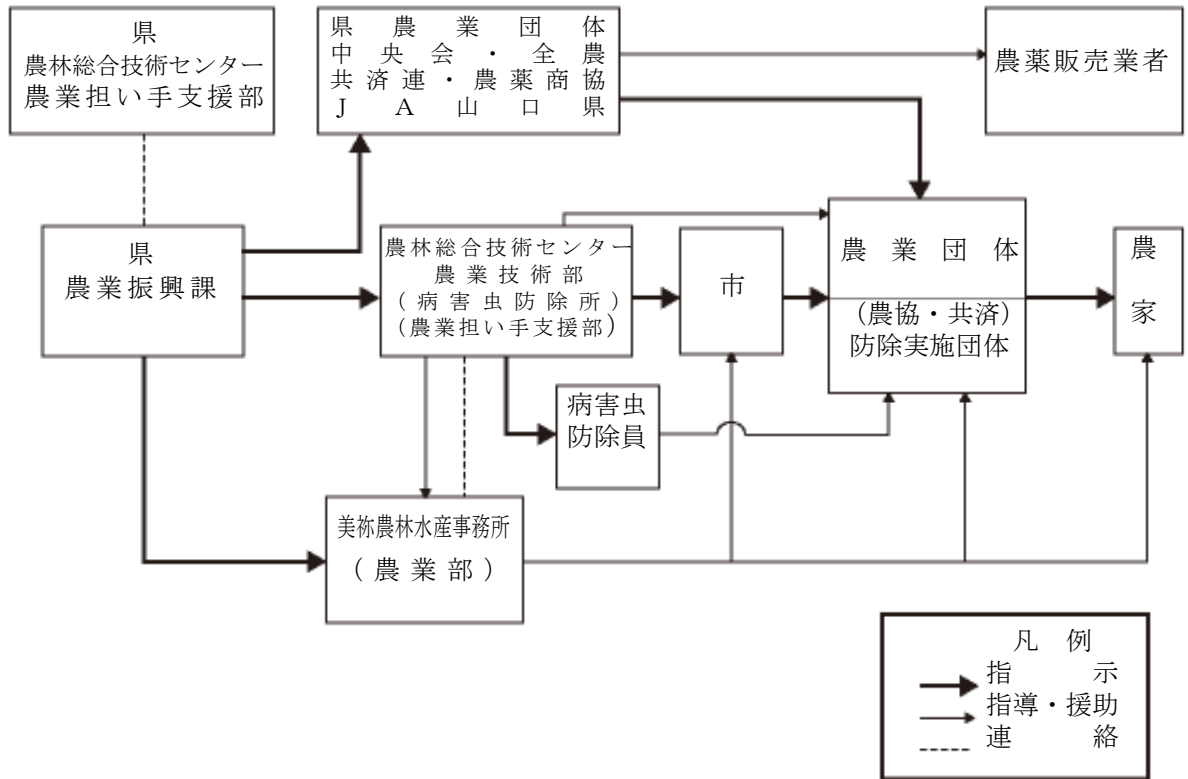 県
農林総合技術センター
農業担い手支援部
県農業団体
中央会・全農
共済連・農薬商協
JA山口県
農薬販売業者
県
農業振興課
農林総合技術センター
農業技術部
(病害虫防除所)
(農業担い手支援部)
市
農業団体
(農協・共済)
防除実施団体
農
家
病害虫
防除員
美祢農林水産事務所
(農業部)
凡例
指示
指導・援助
連絡